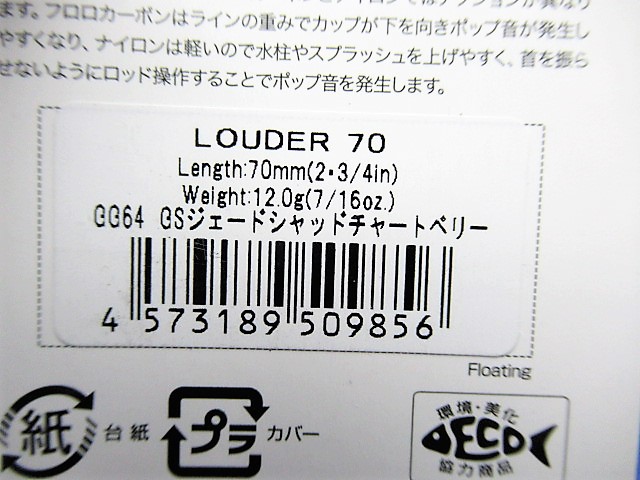 ます。フロロカーボンはラインの重みでカップが下を向きポップ音が発生し
やすくなり、ナイロンは軽いので水柱やスプラッシュを上げやすく、首を振ら
せないようにロッド操作することでポップ音を発生します。
LOUDER 70
Length:70mm(2・3/4in)
Weight:12.0g(7/16oz.)
GG64 GSジェードシャッドチャートベリー
4 573189 509856
Floating
紙 台紙 プラ カバー
環境・美化
ECO
協力商品